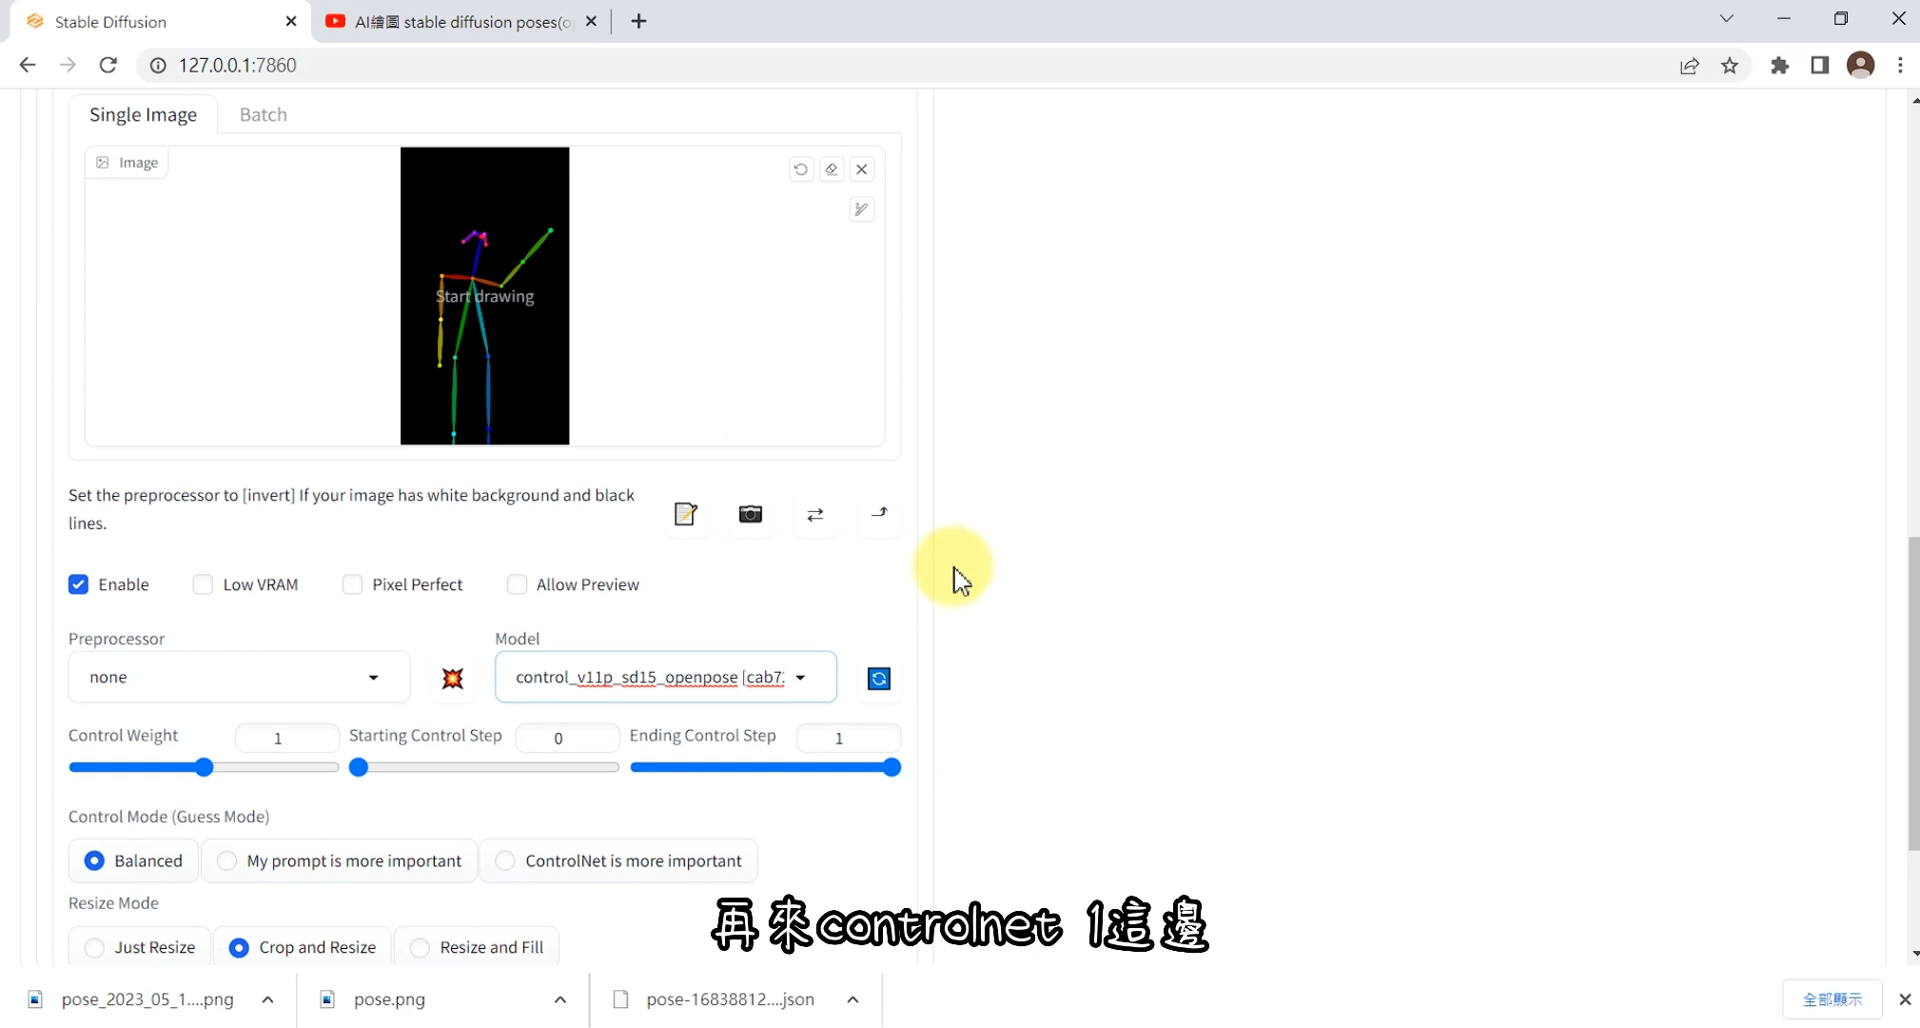 Stable Diffusion
AI繪圖 stable diffusion poses(o
127.0.0.1:7860
Single Image
Batch
Image
Start drawing
Set the preprocessor to [invert] If your image has white background and black
lines.
Enable
Low VRAM
Pixel Perfect
Allow Preview
Preprocessor
Model
none
control_v11p_sd15_openpose [cab7
Control Weight
1
Starting Control Step
0
Ending Control Step
1
Control Mode (Guess Mode)
Balanced
My prompt is more important
ControlNet is more important
Resize Mode
再來controlnet 1這邊
Just Resize
Crop and Resize
Resize and Fill
pose_2023_05_1....png
pose.png
pose-16838812....json
全部顯示